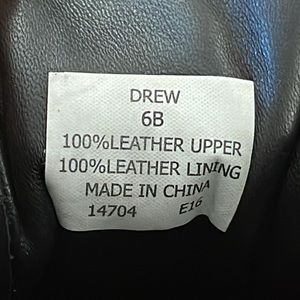 DREW
6B
100%LEATHER UPPER
100%LEATHER LINING
MADE IN CHINA
14704 E16